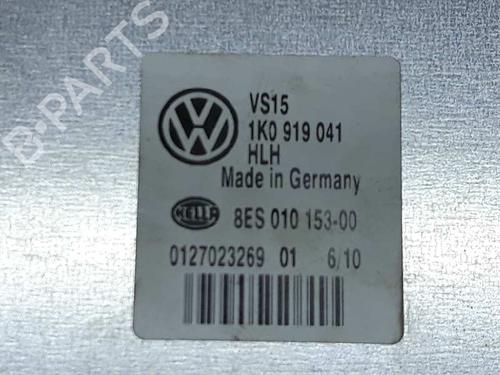 B-PARTS
VS15
1K0 919 041
HLH
Made in Germany
HELLA
8ES 010 153-00
0127023269 01 6/10